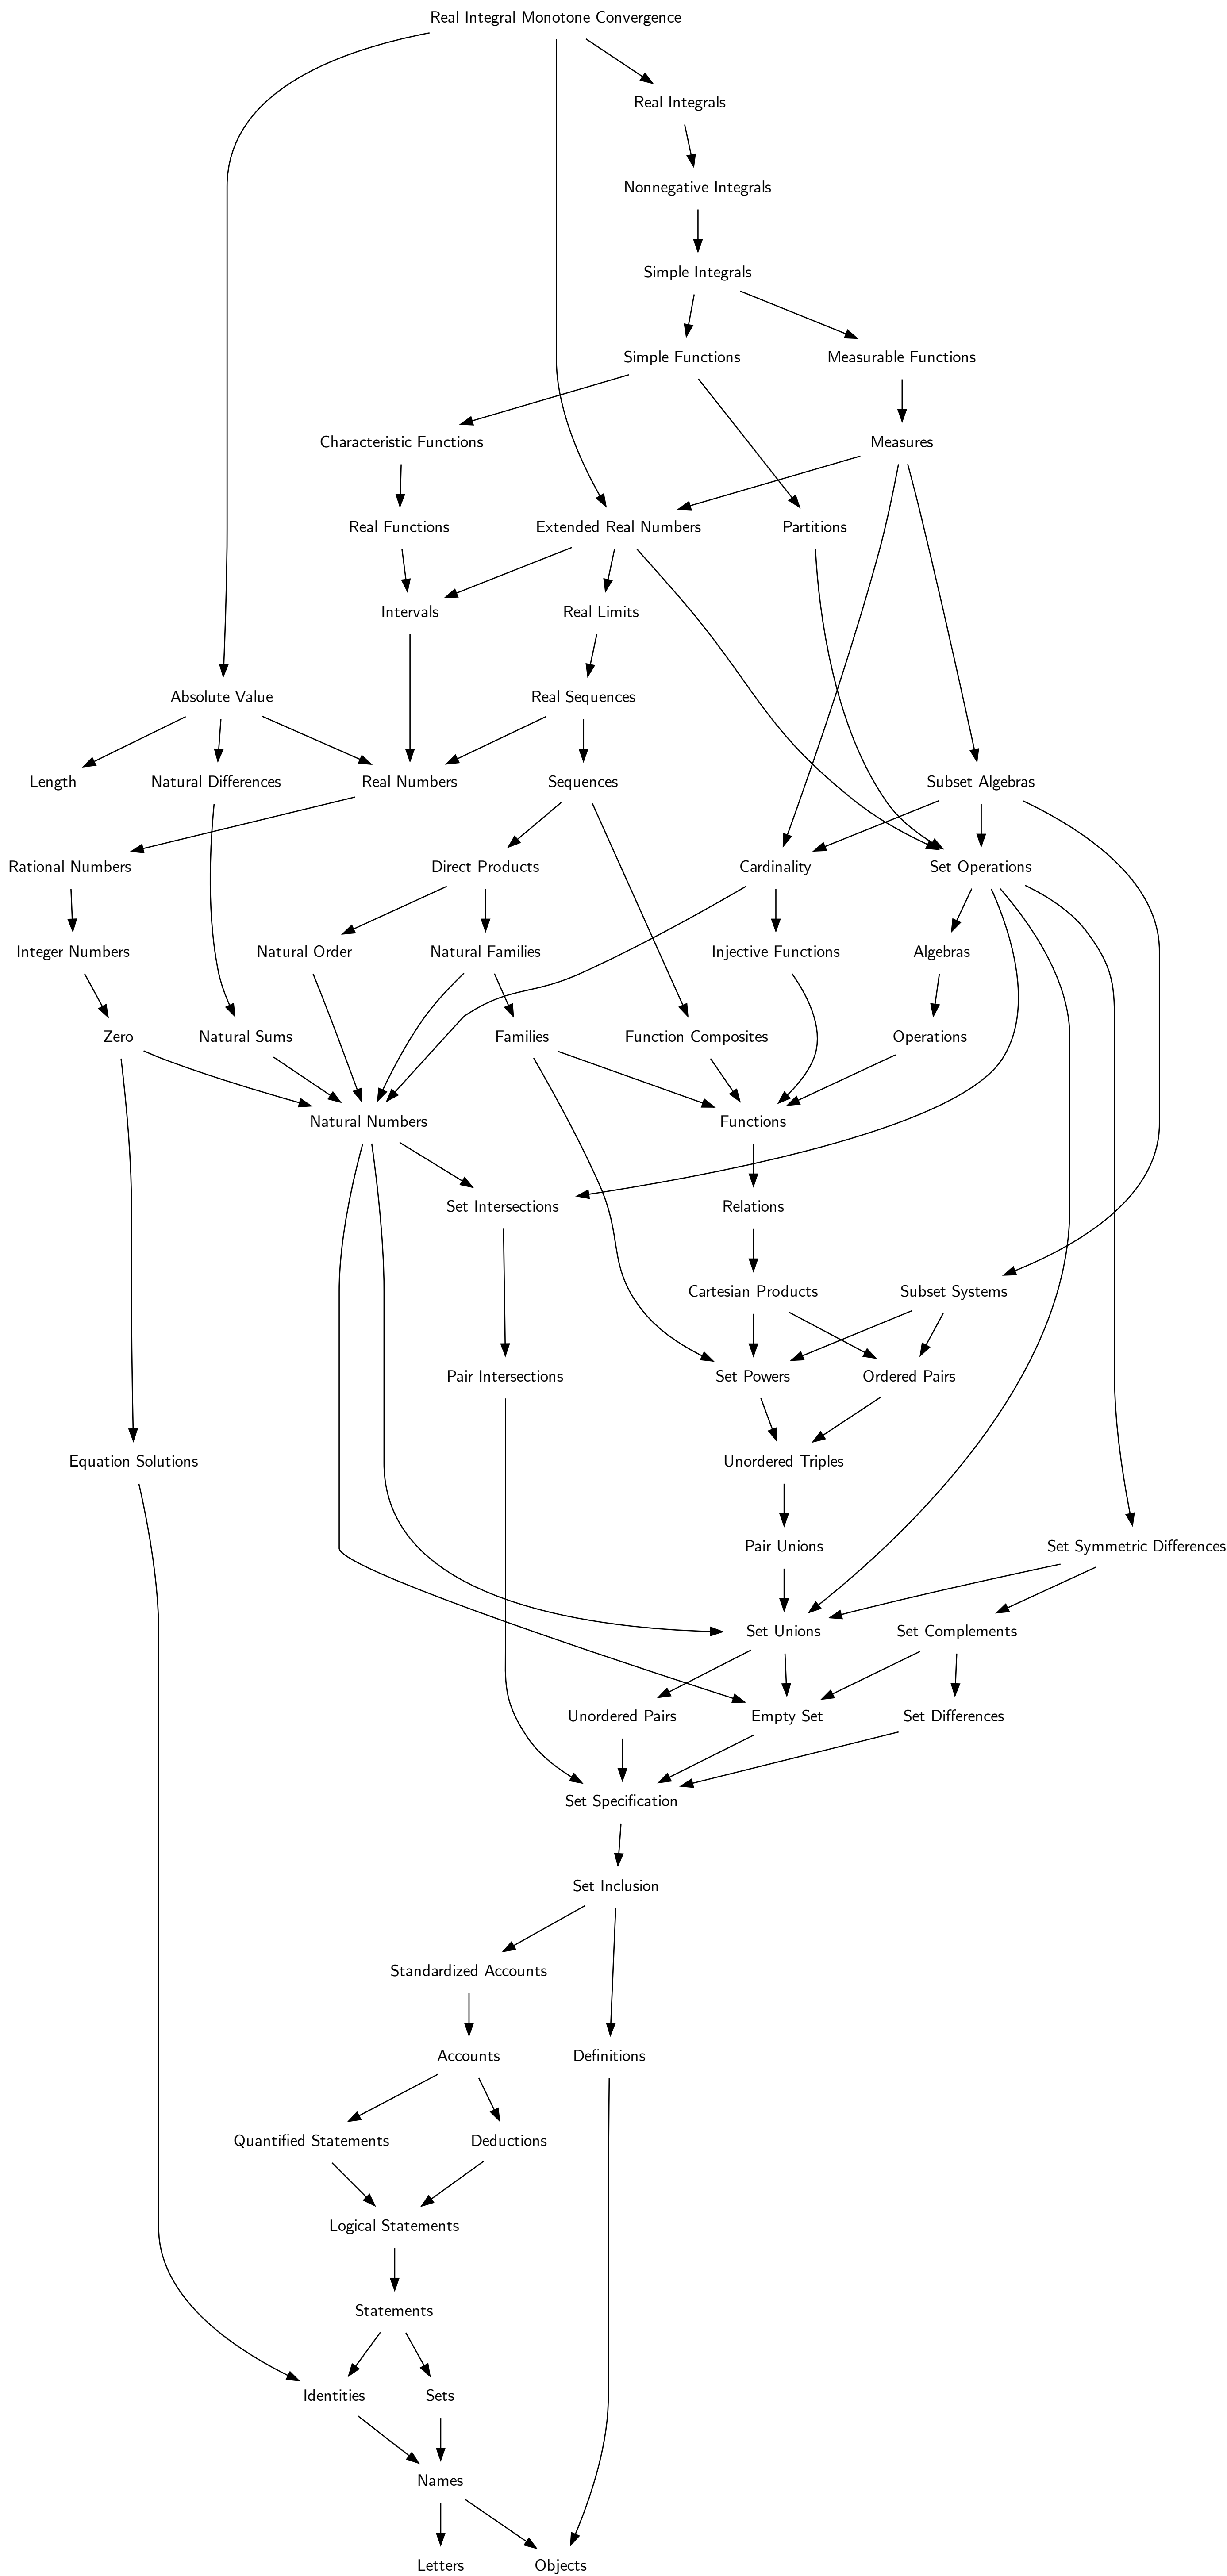 Real Integral Monotone Convergence
Real Integrals
Nonnegative Integrals
Simple Integrals
Simple Functions
Measurable Functions
Characteristic Functions
Measures
Real Functions
Extended Real Numbers
Partitions
Intervals
Real Limits
Absolute Value
Real Sequences
Length
Natural Differences
Real Numbers
Sequences
Subset Algebras
Rational Numbers
Direct Products
Cardinality
Set Operations
Integer Numbers
Natural Order
Natural Families
Injective Functions
Algebras
Zero
Natural Sums
Families
Function Composites
Operations
Natural Numbers
Functions
Set Intersections
Relations
Cartesian Products
Subset Systems
Pair Intersections
Set Powers
Ordered Pairs
Equation Solutions
Unordered Triples
Pair Unions
Set Symmetric Differences
Set Unions
Set Complements
Unordered Pairs
Empty Set
Set Differences
Set Specification
Set Inclusion
Standardized Accounts
Accounts
Definitions
Quantified Statements
Deductions
Logical Statements
Statements
Identities
Sets
Names
Letters
Objects